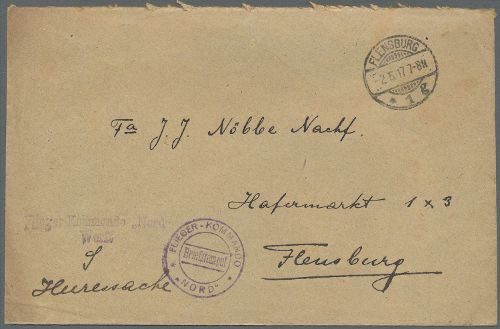 FLENSBURG
2.5.17 7-8N
* 1 g
Fa J. J. Nöbbe Nachf.
Hafermarkt 1 x 3
Flensburg
Flieger Kommando „Nord"
S
Heeressache
* FLIEGER-KOMMANDO *
Briefstempel
"NORD"